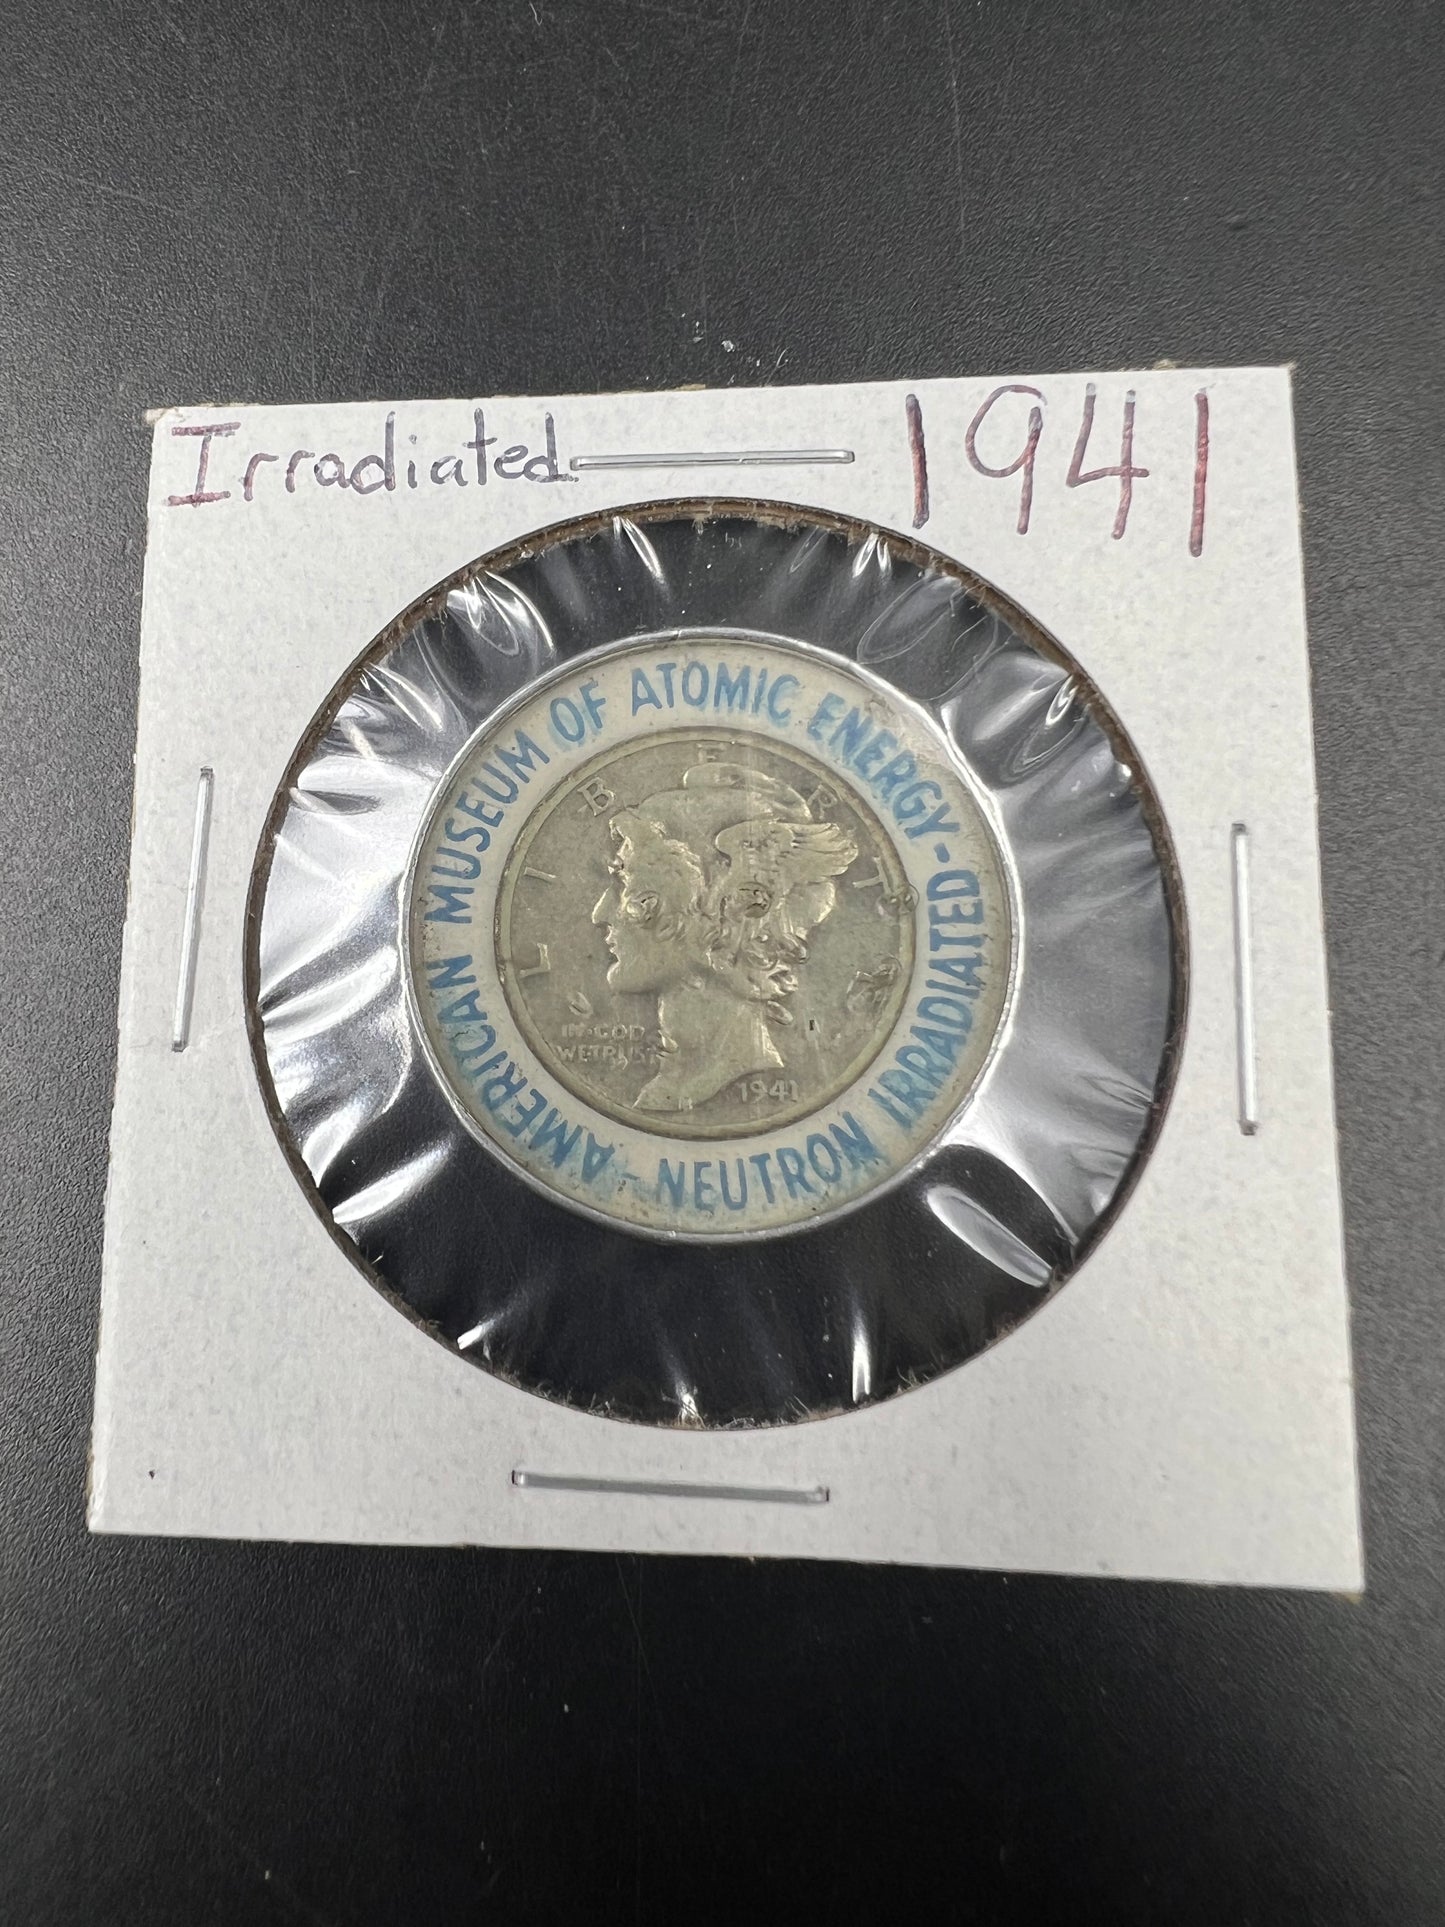 Irradiated 1941
AMERICAN MUSEUM OF ATOMIC ENERGY - NEUTRON IRRADIATED -
LIBERTY
IN·GOD
WE TRUST
1941